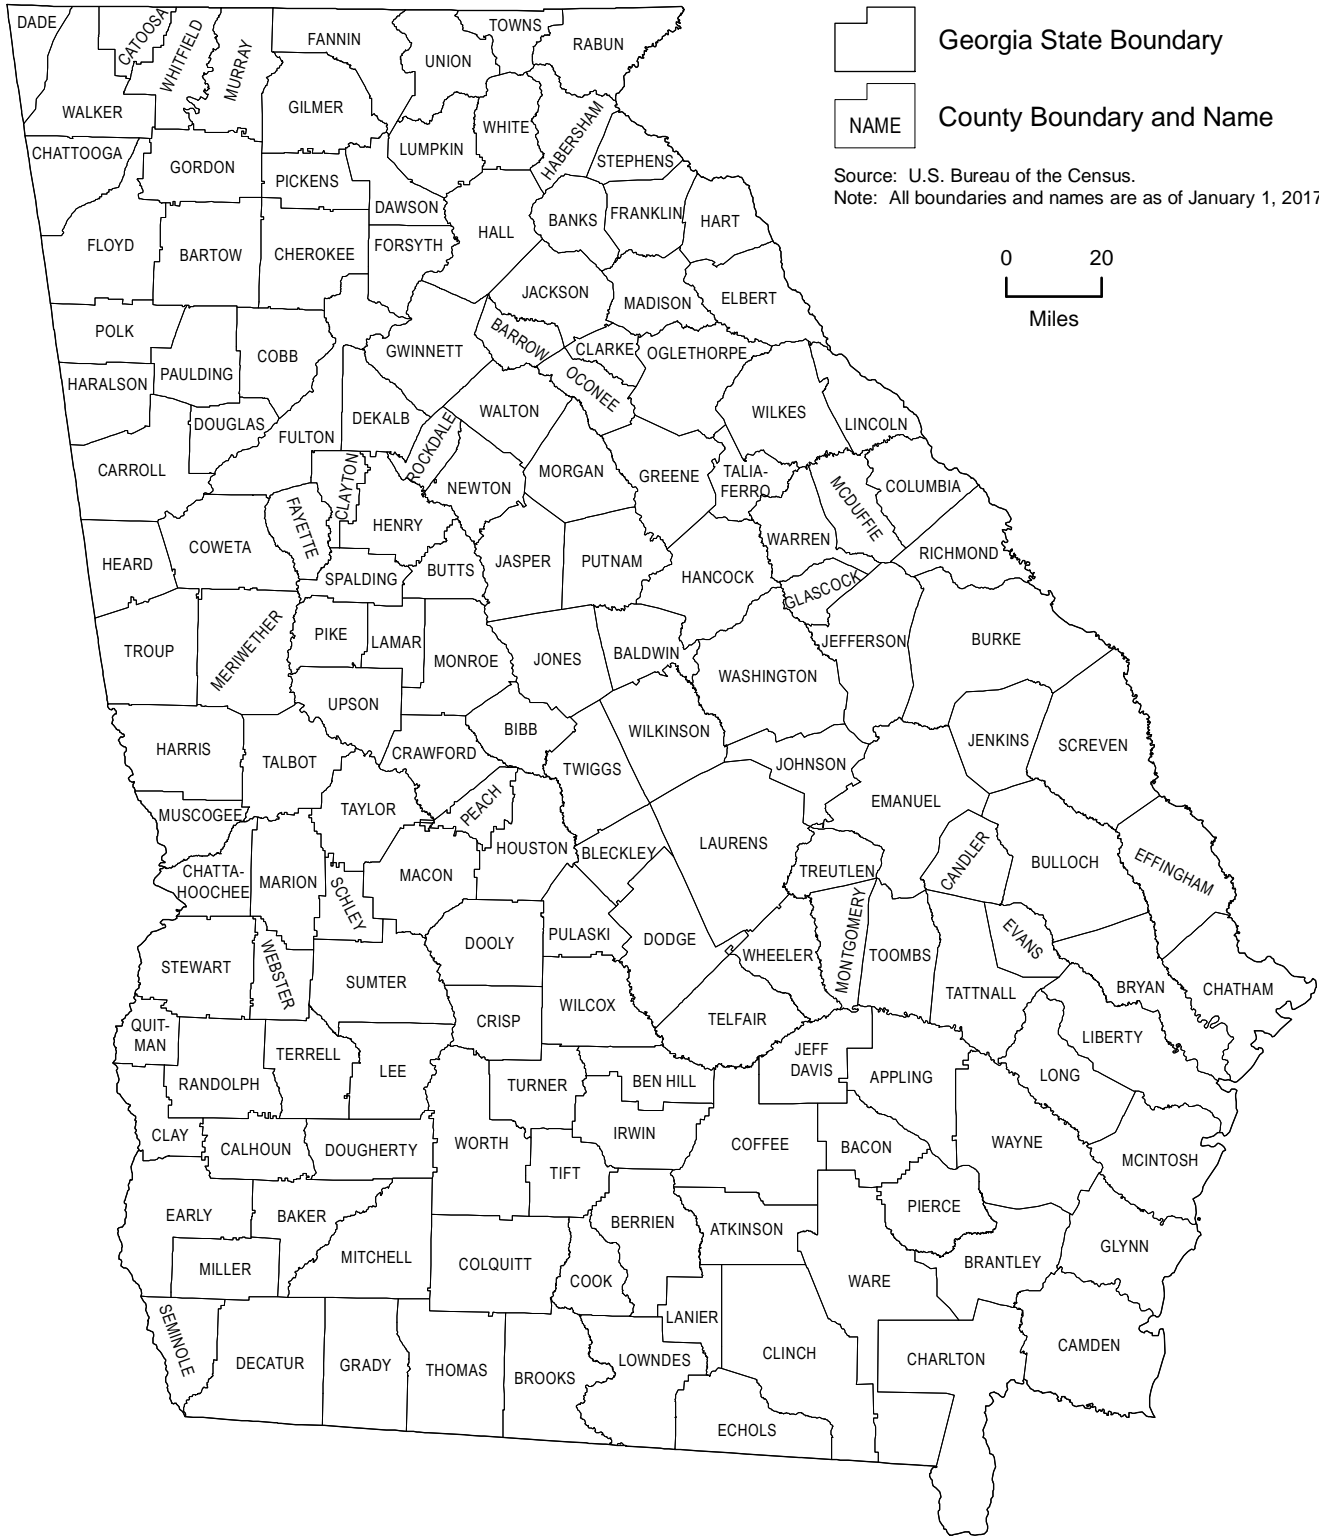 DADE
CATOOSA
WHITFIELD
MURRAY
FANNIN
UNION
TOWNS
RABUN
Georgia State Boundary
WALKER
GILMER
LUMPKIN
WHITE
HABERSHAM
STEPHENS
NAME
County Boundary and Name
CHATTOOGA
GORDON
PICKENS
DAWSON
Source: U.S. Bureau of the Census.
Note: All boundaries and names are as of January 1, 2017
FLOYD
BARTOW
CHEROKEE
FORSYTH
HALL
BANKS
FRANKLIN
HART
0
20
Miles
JACKSON
MADISON
ELBERT
POLK
PAULDING
COBB
GWINNETT
BARROW
CLARKE
OCONEE
OGLETHORPE
HARALSON
DOUGLAS
FULTON
DEKALB
ROCKDALE
WALTON
WILKES
LINCOLN
CARROLL
CLAYTON
NEWTON
MORGAN
GREENE
TALIA-
FERRO
MCDUFFIE
COLUMBIA
HEARD
COWETA
FAYETTE
HENRY
SPALDING
BUTTS
JASPER
PUTNAM
HANCOCK
WARREN
GLASCOCK
RICHMOND
TROUP
MERIWETHER
PIKE
LAMAR
MONROE
JONES
BALDWIN
WASHINGTON
JEFFERSON
BURKE
UPSON
HARRIS
TALBOT
CRAWFORD
BIBB
TWIGGS
WILKINSON
JOHNSON
JENKINS
SCREVEN
MUSCOGEE
TAYLOR
PEACH
HOUSTON
BLECKLEY
LAURENS
EMANUEL
CANDLER
BULLOCH
EFFINGHAM
CHATTA-
HOOCHEE
MARION
SCHLEY
MACON
TREUTLEN
STEWART
WEBSTER
SUMTER
DOOLY
PULASKI
DODGE
WHEELER
MONTGOMERY
TOOMBS
EVANS
TATTNALL
BRYAN
CHATHAM
QUIT-
MAN
TERRELL
LEE
CRISP
WILCOX
TELFAIR
JEFF
DAVIS
APPLING
LIBERTY
LONG
RANDOLPH
TURNER
BEN HILL
CLAY
CALHOUN
DOUGHERTY
WORTH
TIFT
IRWIN
COFFEE
BACON
WAYNE
MCINTOSH
EARLY
BAKER
MILLER
MITCHELL
COLQUITT
COOK
BERRIEN
ATKINSON
PIERCE
WARE
BRANTLEY
GLYNN
SEMINOLE
DECATUR
GRADY
THOMAS
BROOKS
LANIER
LOWNDES
CLINCH
ECHOLS
CHARLTON
CAMDEN